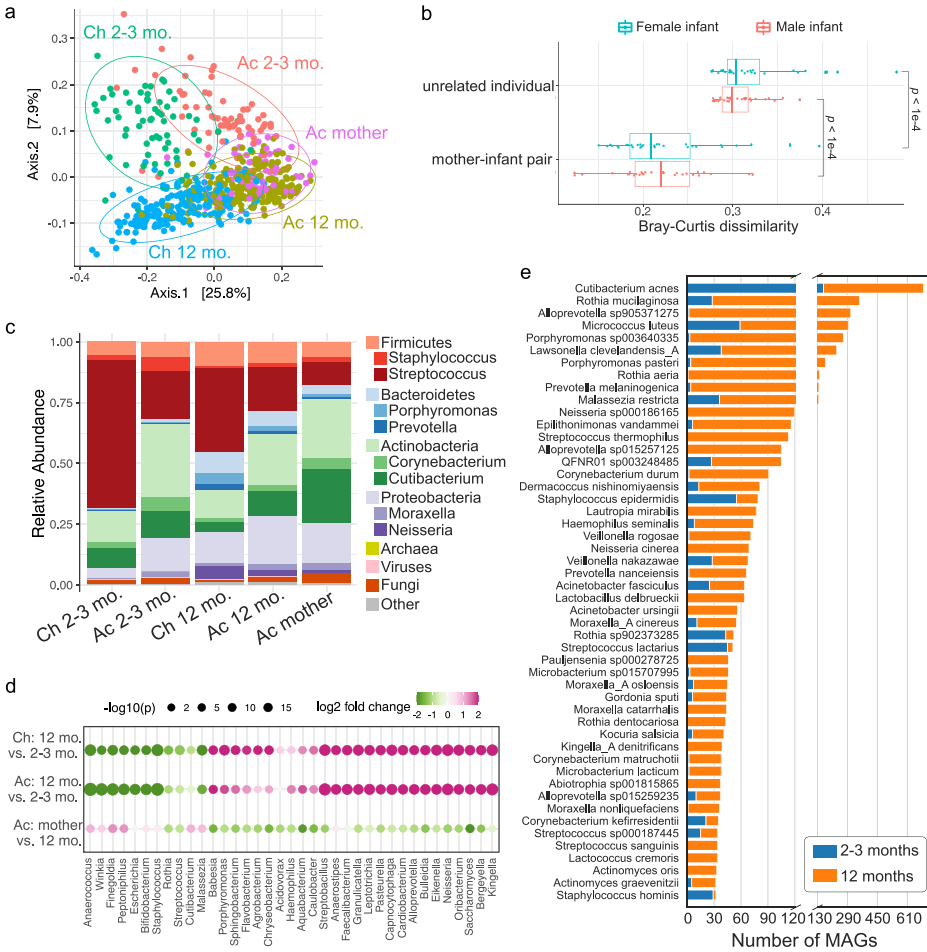 a
Ch 2-3 mo.
Ac 2-3 mo.
Ac mother
Ac 12 mo.
Ch 12 mo.
Axis.2 [7.9%]
0.3
0.2
0.1
0.0
-0.1
-0.4
-0.2
0.0
0.2
Axis.1 [25.8%]
b
Female infant
Male infant
unrelated individual
mother-infant pair
p < 1e-4
p < 1e-4
0.2
0.3
0.4
Bray-Curtis dissimilarity
c
Relative Abundance
1.00
0.75
0.50
0.25
0.00
Ch 2-3 mo.
Ac 2-3 mo.
Ch 12 mo.
Ac 12 mo.
Ac mother
Firmicutes
Staphylococcus
Streptococcus
Bacteroidetes
Porphyromonas
Prevotella
Actinobacteria
Corynebacterium
Cutibacterium
Proteobacteria
Moraxella
Neisseria
Archaea
Viruses
Fungi
Other
d
-log10(p)
2
5
10
15
log2 fold change
-2
-1
0
1
2
Ch: 12 mo.
vs. 2-3 mo.
Ac: 12 mo.
vs. 2-3 mo.
Ac: mother
vs. 12 mo.
Anaerococcus
Winkia
Finegoldia
Peptoniphilus
Escherichia
Bifidobacterium
Staphylococcus
Rothia
Streptococcus
Cutibacterium
Malassezia
Babesia
Porphyromonas
Sphingobacterium
Flavobacterium
Agrobacterium
Chryseobacterium
Acidovorax
Haemophilus
Aquabacterium
Caulobacter
Streptobacillus
Anaerostipes
Faecalibacterium
Granulicatella
Leptotrichia
Pasteurella
Capnocytophaga
Cardiobacterium
Alloprevotella
Bulleidia
Eikenella
Neisseria
Oribacterium
Saccharomyces
Bergeyella
Kingella
e
Cutibacterium acnes
Rothia mucilaginosa
Alloprevotella sp905371275
Micrococcus luteus
Porphyromonas sp003640335
Lawsonella clevelandensis_A
Porphyromonas pasteri
Rothia aeria
Prevotella melaninogenica
Malassezia restricta
Neisseria sp000186165
Epilithonimonas vandammei
Streptococcus thermophilus
Alloprevotella sp015257125
QFNR01 sp003248485
Corynebacterium durum
Dermacoccus nishinomiyaensis
Staphylococcus epidermidis
Lautropia mirabilis
Haemophilus seminalis
Veillonella rogosae
Neisseria cinerea
Veillonella nakazawae
Prevotella nanceiensis
Acinetobacter fasciculus
Lactobacillus delbrueckii
Acinetobacter ursingii
Moraxella_A cinereus
Rothia sp902373285
Streptococcus lactarius
Pauljensenia sp000278725
Microbacterium sp015707995
Moraxella_A osloensis
Gordonia sputi
Moraxella catarrhalis
Rothia dentocariosa
Kocuria salsicia
Kingella_A denitrificans
Corynebacterium matruchotii
Microbacterium lacticum
Abiotrophia sp001815865
Alloprevotella sp015259235
Moraxella nonliquefaciens
Corynebacterium kefirresidentii
Streptococcus sp000187445
Streptococcus sanguinis
Lactococcus cremoris
Actinomyces oris
Actinomyces graevenitzii
Staphylococcus hominis
2-3 months
12 months
0
30
60
90
120
130
290
450
610
Number of MAGs